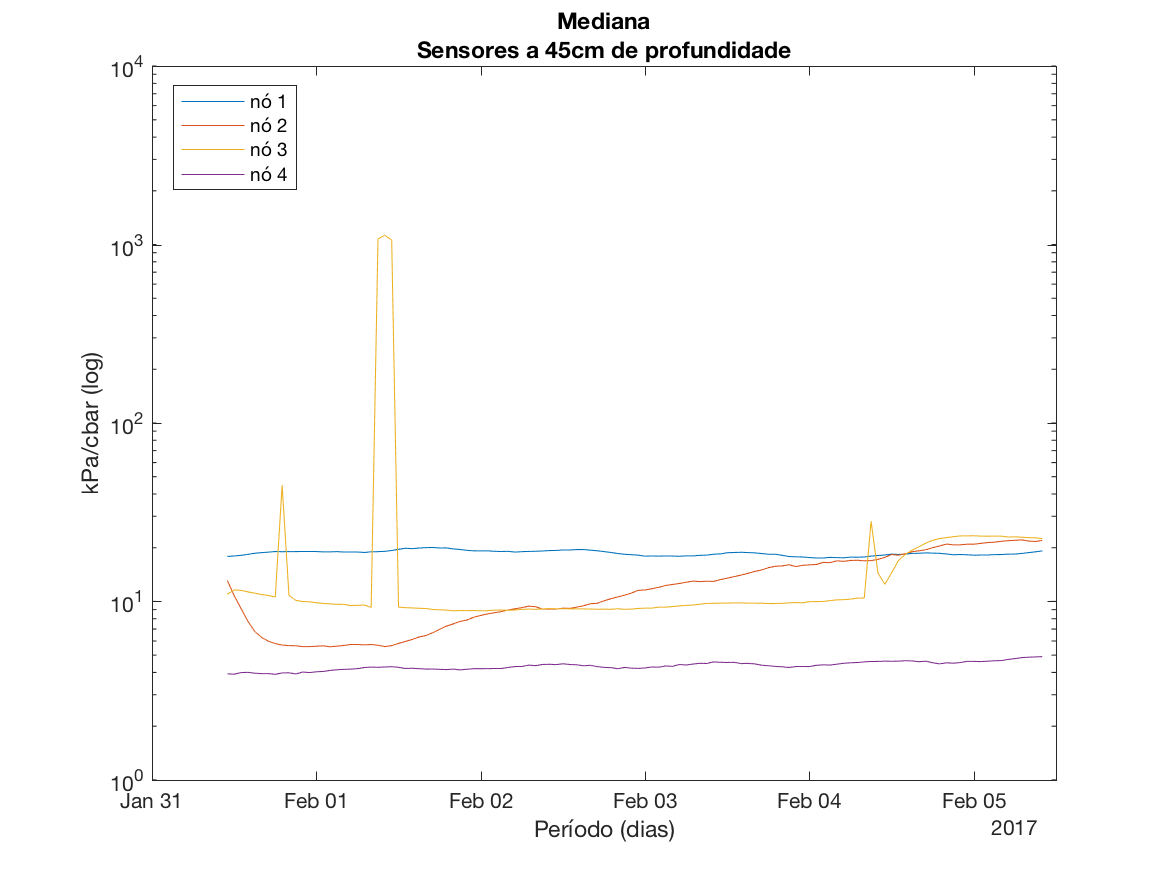 Mediana
Sensores a 45cm de profundidade
10^4
nó 1
nó 2
nó 3
nó 4
10^3
10^2
10^1
10^0
kPa/cbar (log)
Jan 31 Feb 01 Feb 02 Feb 03 Feb 04 Feb 05
Período (dias)
2017